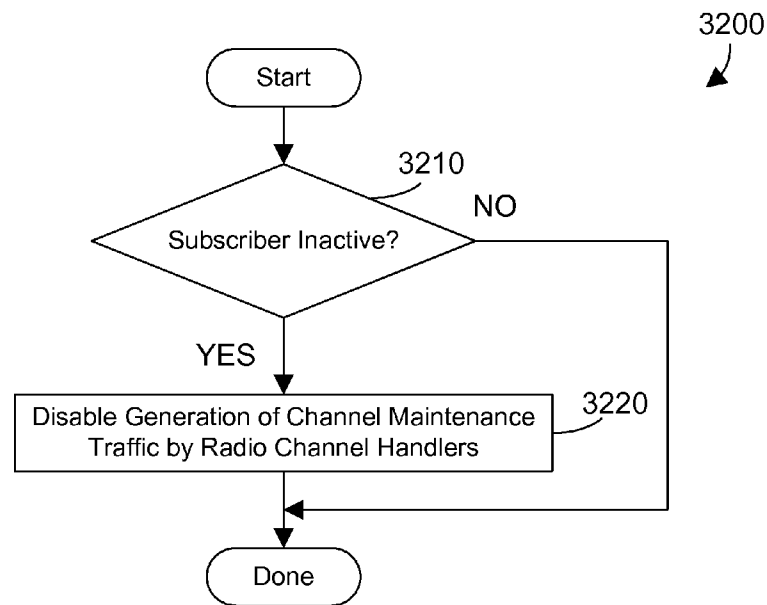 3200
Start
3210
NO
Subscriber Inactive?
YES
3220
Disable Generation of Channel Maintenance
Traffic by Radio Channel Handlers
Done